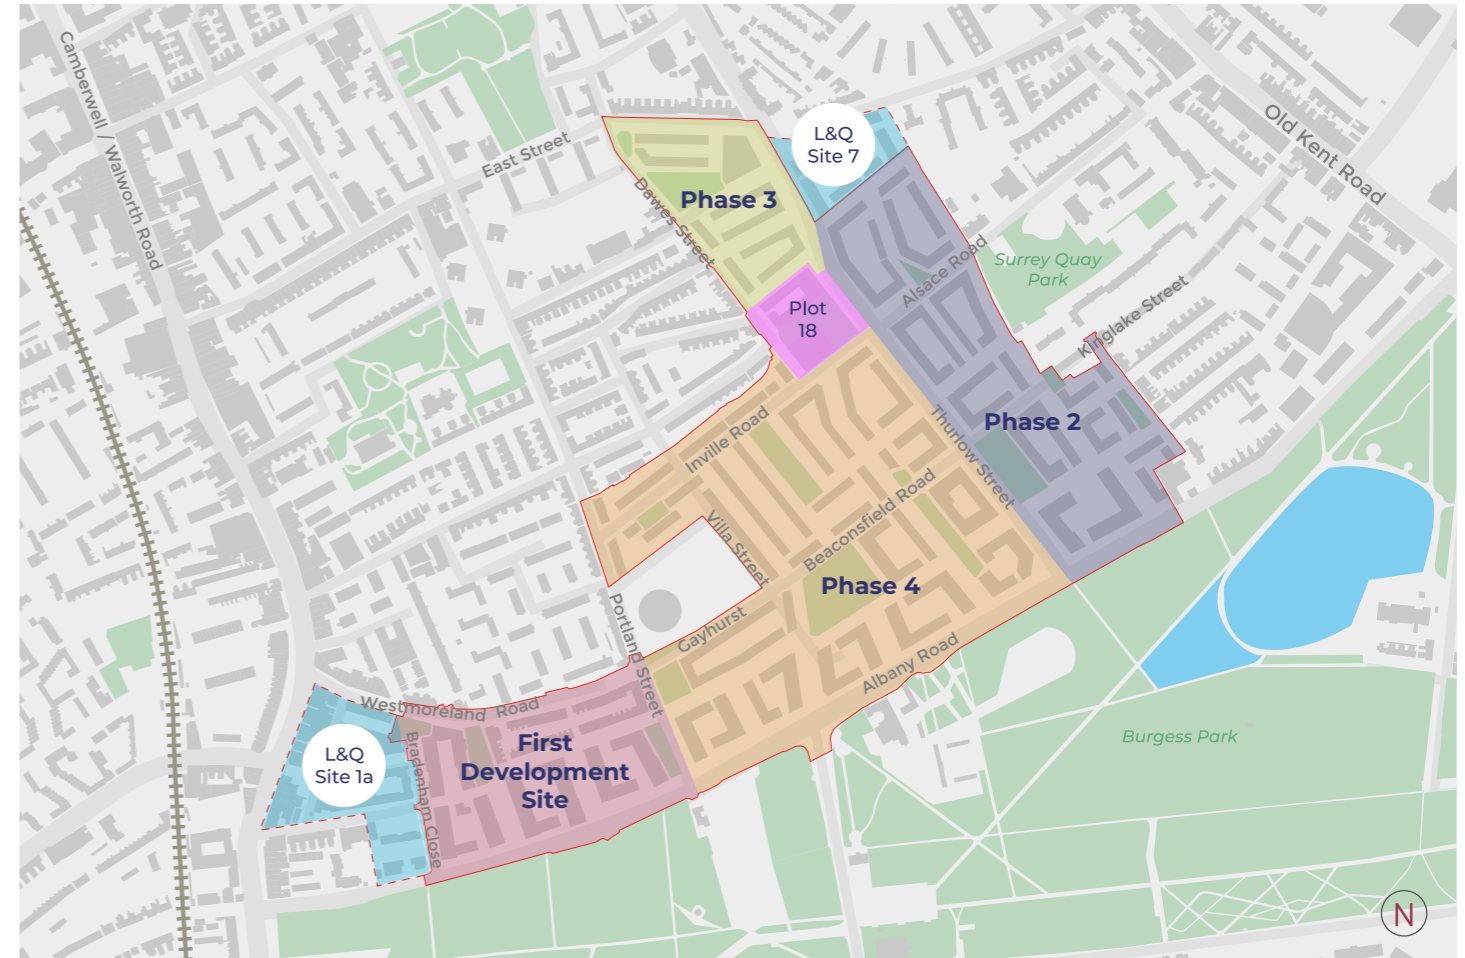 Camberwell / Walworth Road
East Street
L&Q
Site 7
Old Kent Road
Phase 3
Dawes Street
Alsace Road
Surrey Quay
Park
Kinglake Street
Plot
18
Phase 2
Thurlow Street
Inville Road
Villa Street
Beaconsfield Road
Phase 4
Portland Street
Gayhurst
Albany Road
Westmoreland Road
Burgess Park
L&Q
Site 1a
Bradenham Close
First
Development
Site
N